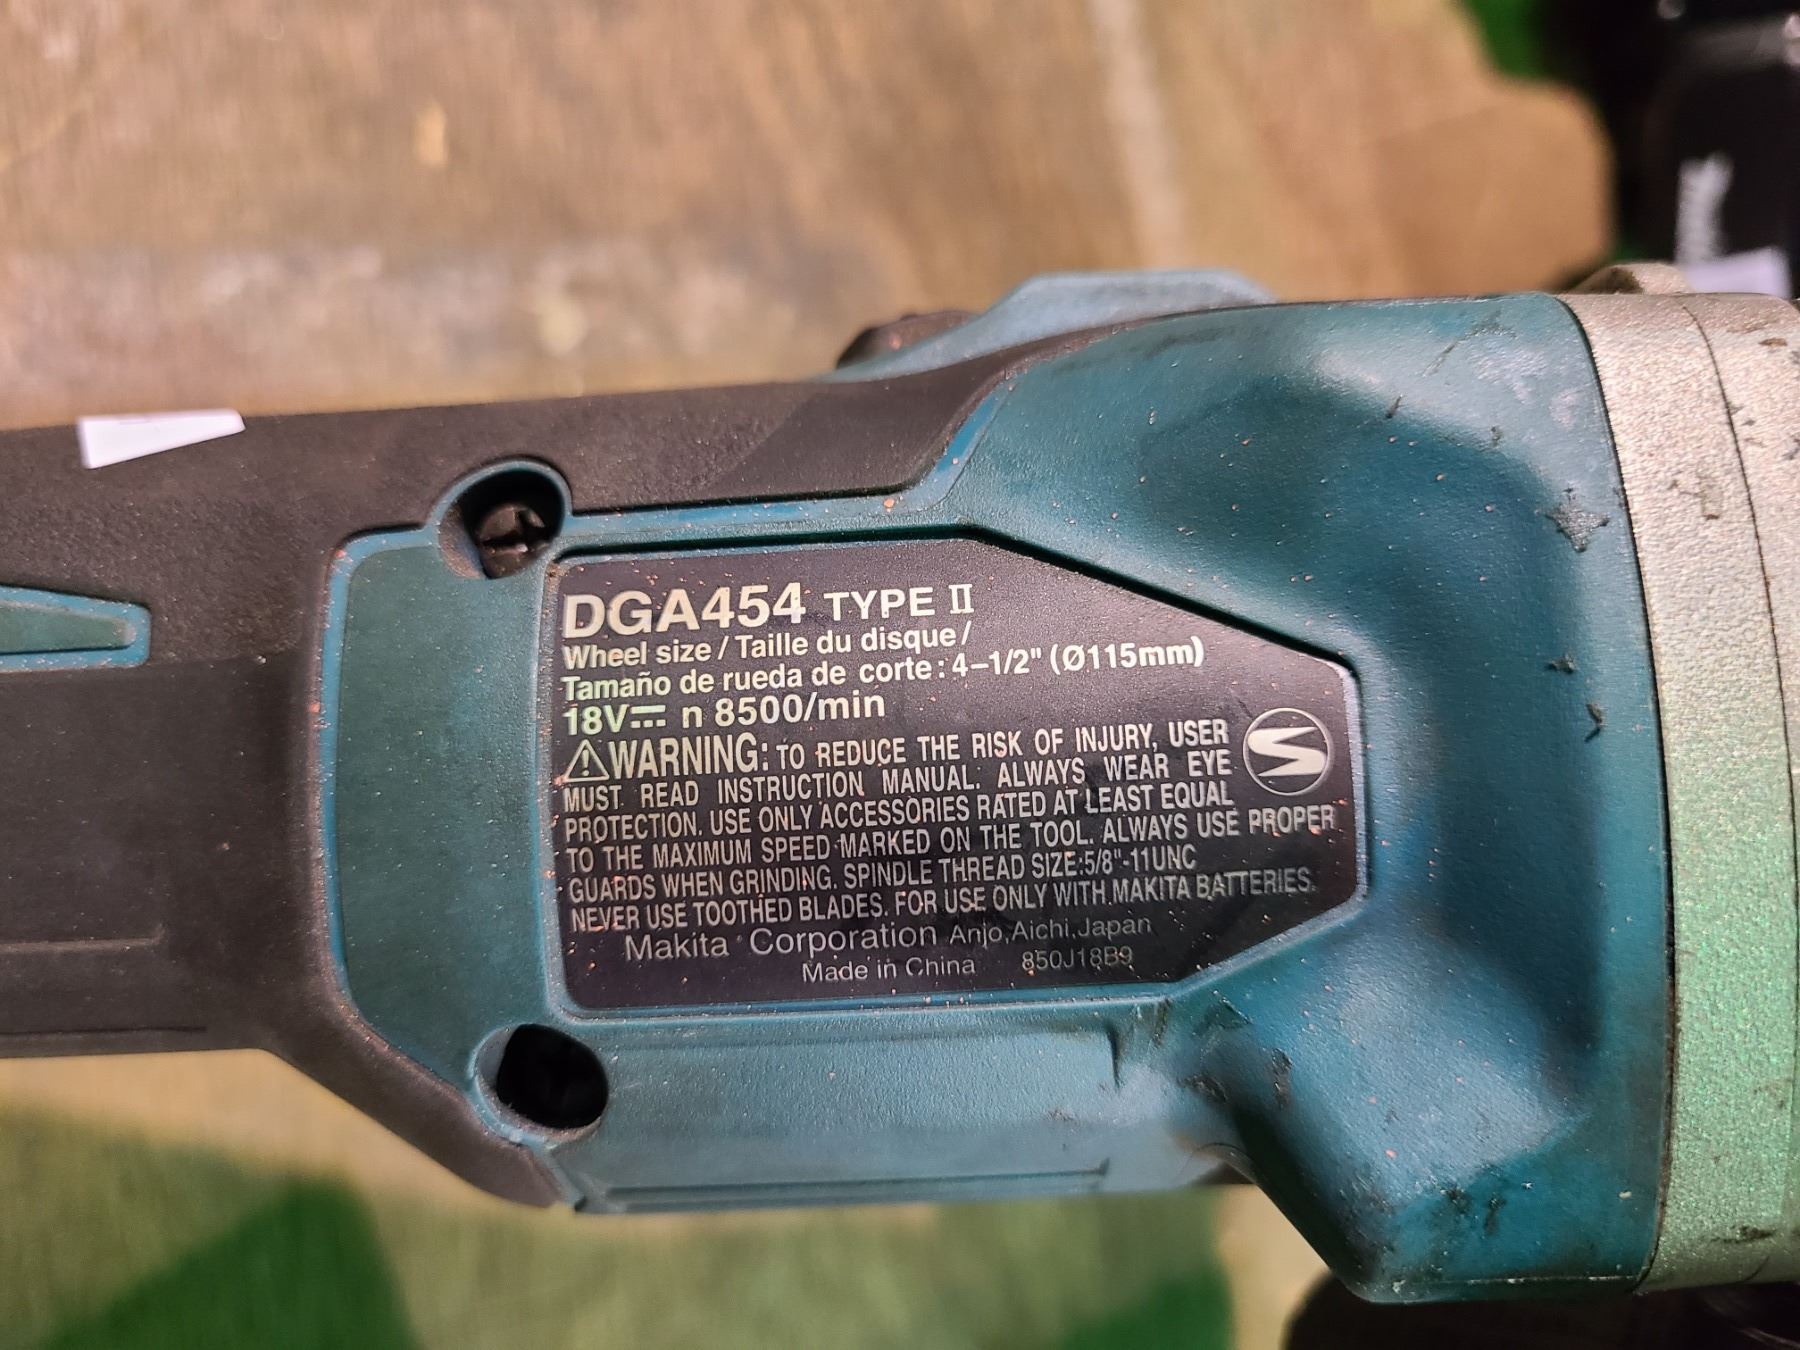 DGA454 TYPE II
Wheel size / Taille du disque /
Tamaño de rueda de corte : 4-1/2" (Ø115mm)
18V⎓ n 8500/min
⚠WARNING: TO REDUCE THE RISK OF INJURY, USER
MUST READ INSTRUCTION MANUAL. ALWAYS WEAR EYE
PROTECTION. USE ONLY ACCESSORIES RATED AT LEAST EQUAL
TO THE MAXIMUM SPEED MARKED ON THE TOOL. ALWAYS USE PROPER
GUARDS WHEN GRINDING. SPINDLE THREAD SIZE:5/8"-11UNC
NEVER USE TOOTHED BLADES. FOR USE ONLY WITH MAKITA BATTERIES.
Makita Corporation Anjo, Aichi, Japan
Made in China 850J18B9